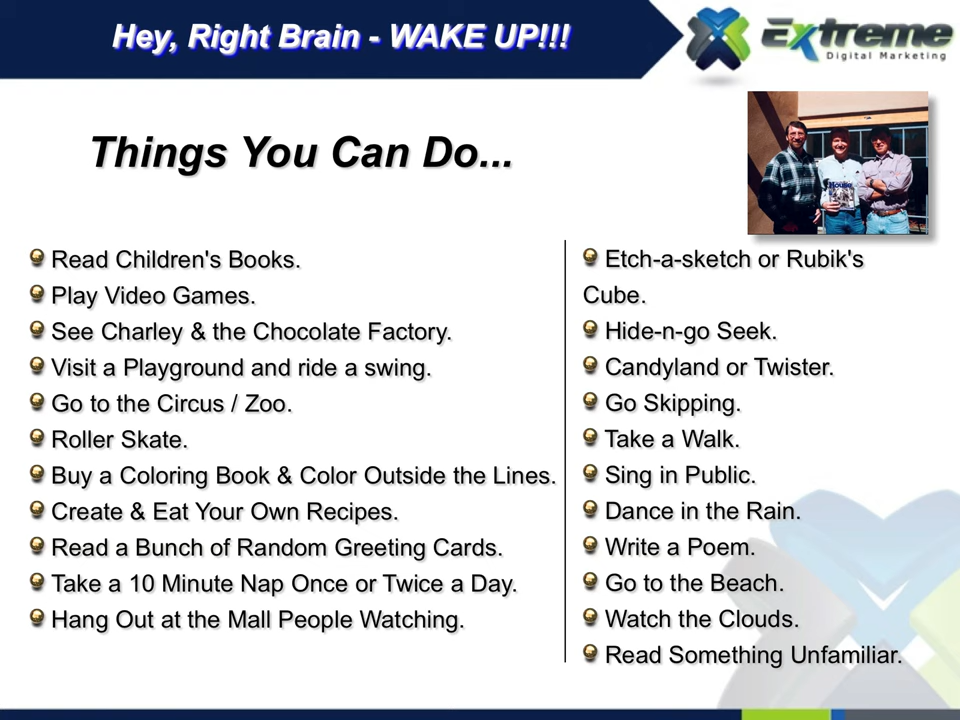 Hey, Right Brain - WAKE UP!!!
Extreme
Digital Marketing
Things You Can Do...
Read Children's Books.
Play Video Games.
See Charley & the Chocolate Factory.
Visit a Playground and ride a swing.
Go to the Circus / Zoo.
Roller Skate.
Buy a Coloring Book & Color Outside the Lines.
Create & Eat Your Own Recipes.
Read a Bunch of Random Greeting Cards.
Take a 10 Minute Nap Once or Twice a Day.
Hang Out at the Mall People Watching.
Etch-a-sketch or Rubik's
Cube.
Hide-n-go Seek.
Candyland or Twister.
Go Skipping.
Take a Walk.
Sing in Public.
Dance in the Rain.
Write a Poem.
Go to the Beach.
Watch the Clouds.
Read Something Unfamiliar.